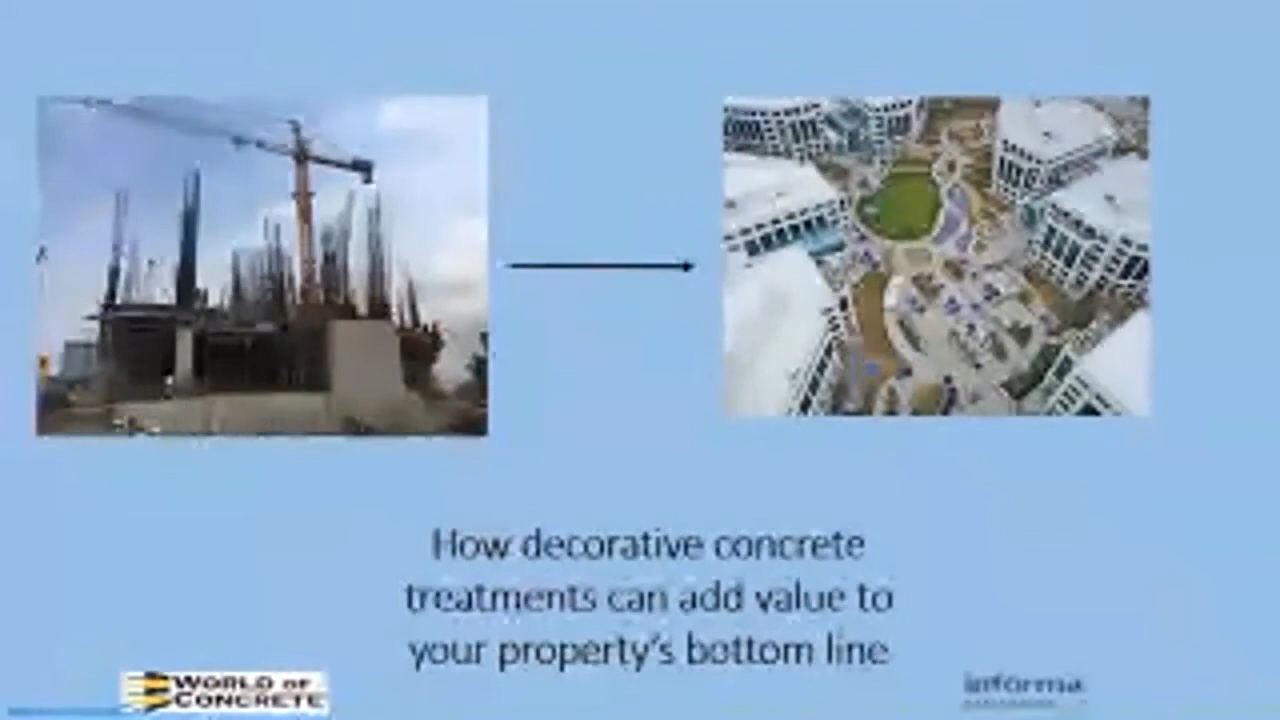 How decorative concrete
treatments can add value to
your property's bottom line
WORLD OF
CONCRETE
informa